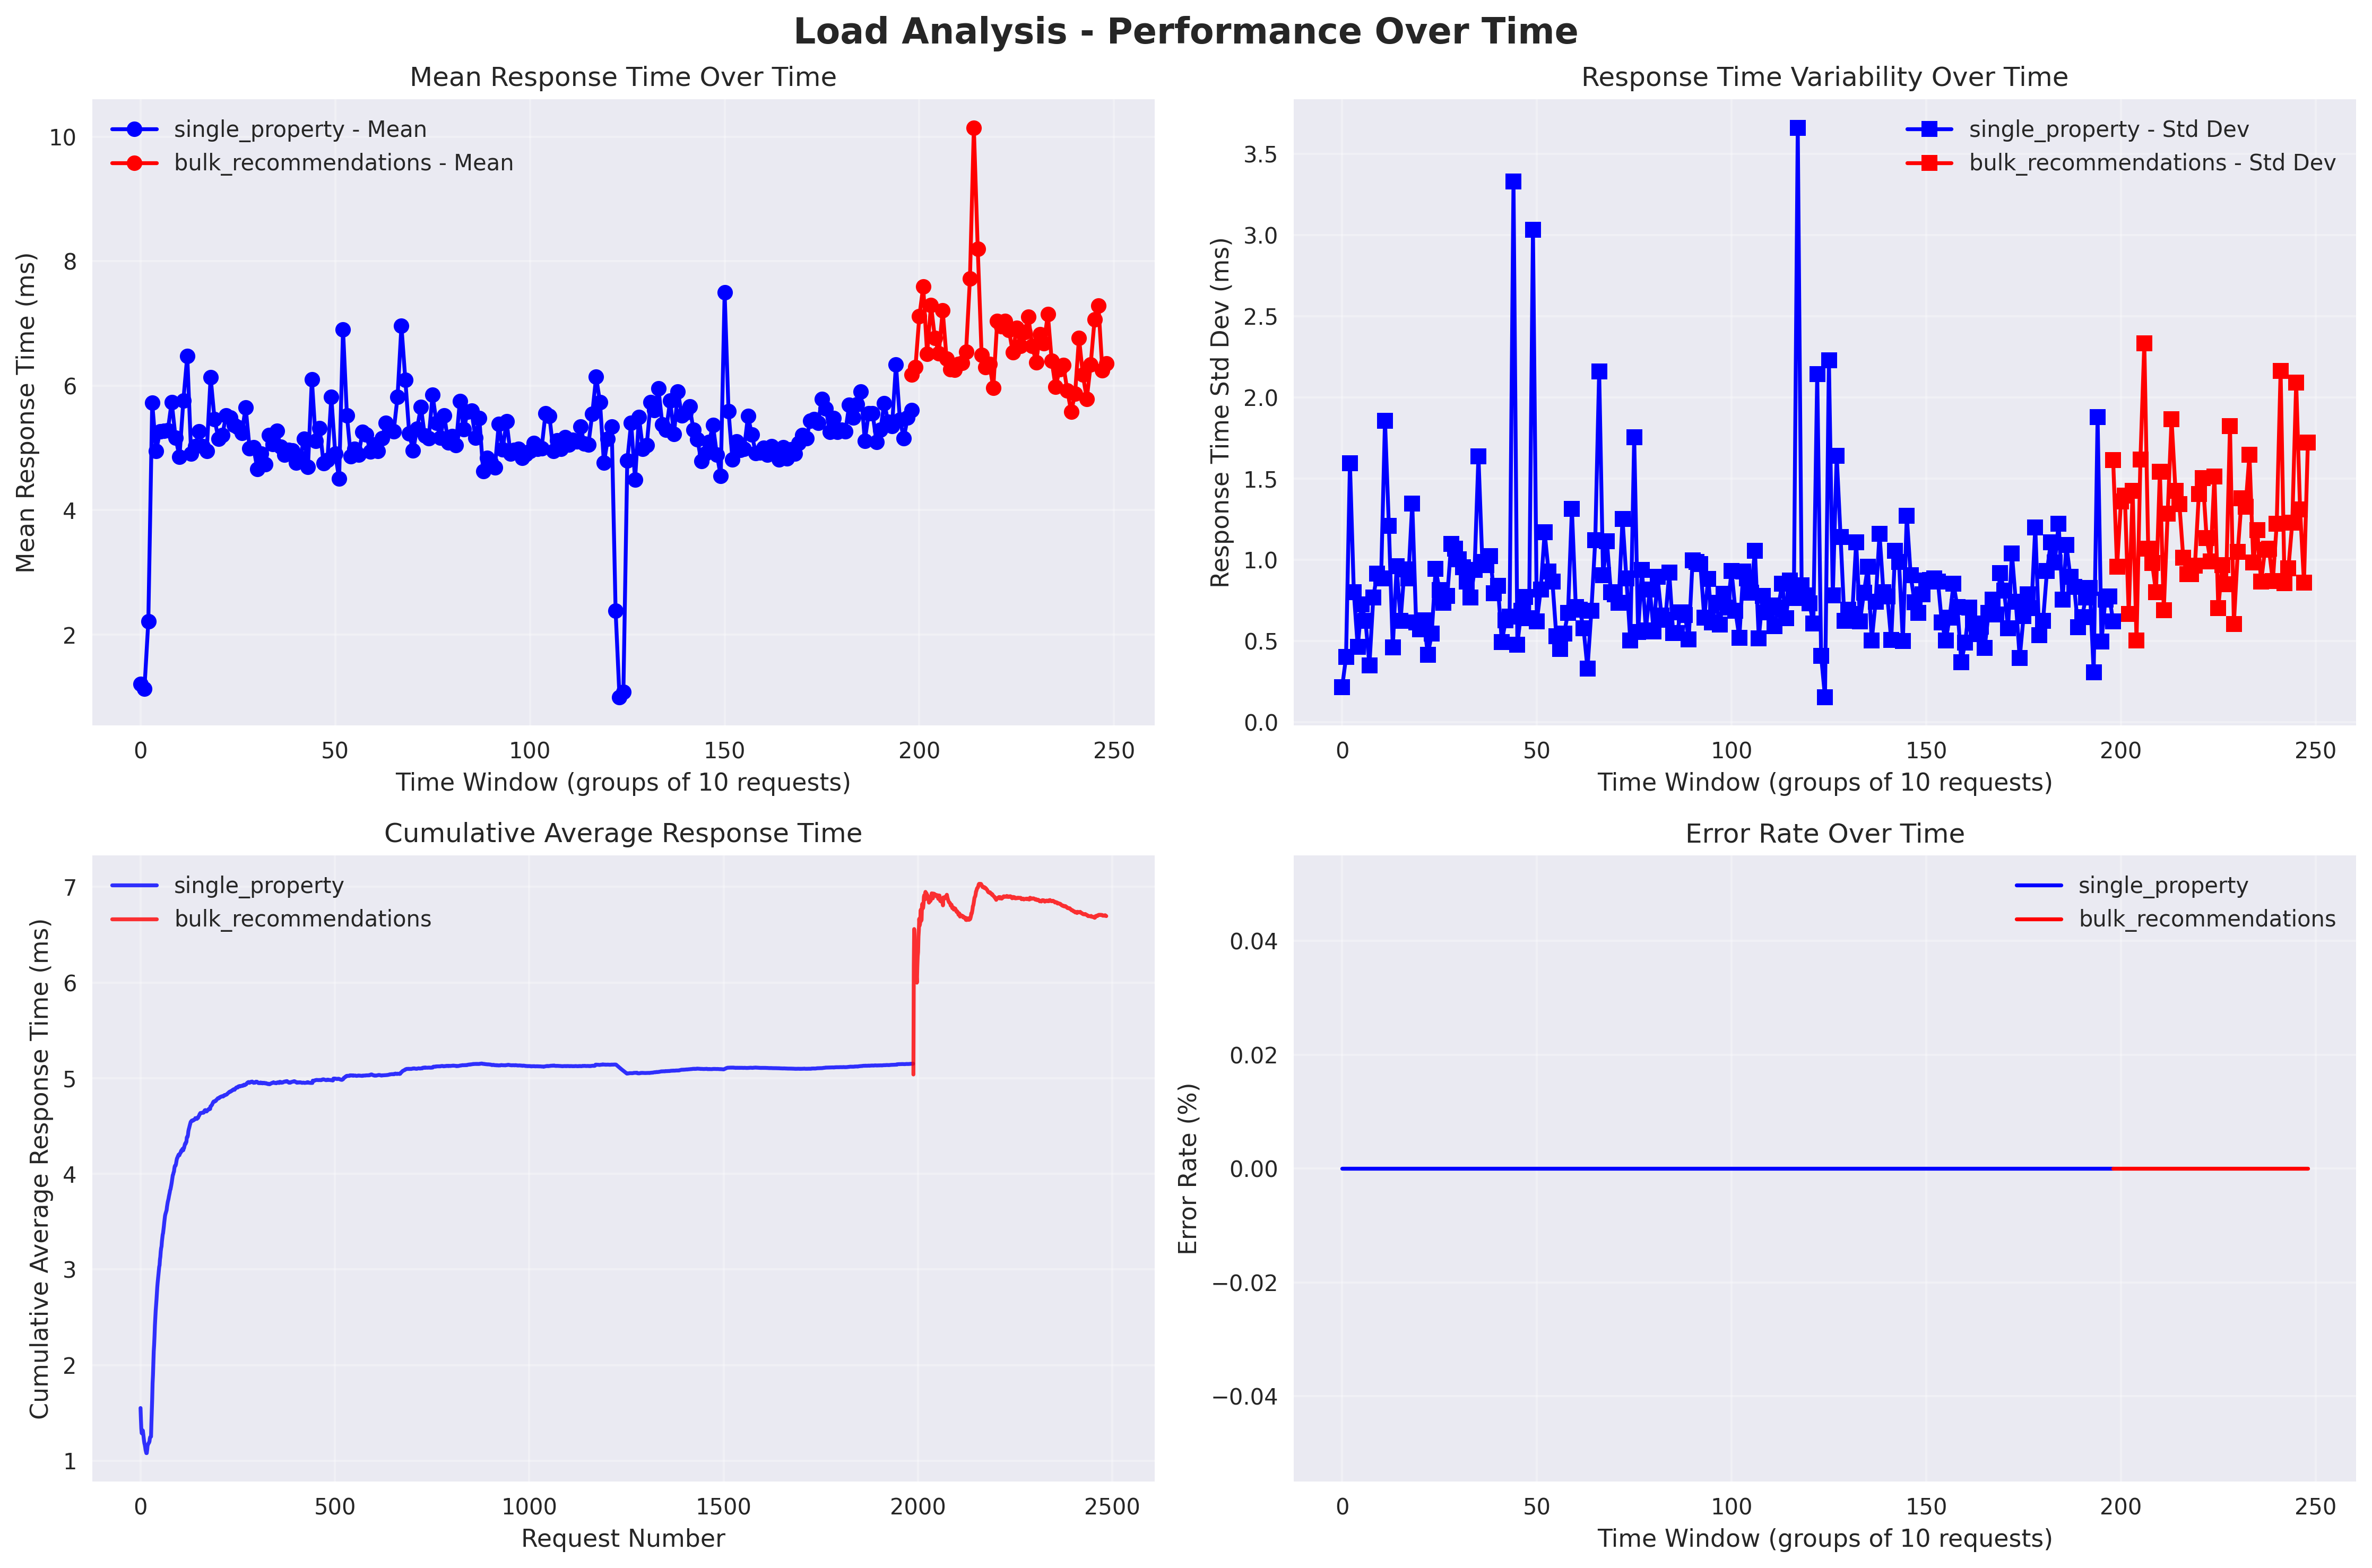 Load Analysis - Performance Over Time
Mean Response Time Over Time
single_property - Mean
bulk_recommendations - Mean
Mean Response Time (ms)
10
8
6
4
2
0
50
100
150
200
250
Time Window (groups of 10 requests)
Response Time Variability Over Time
single_property - Std Dev
bulk_recommendations - Std Dev
Response Time Std Dev (ms)
3.5
3.0
2.5
2.0
1.5
1.0
0.5
0.0
0
50
100
150
200
250
Time Window (groups of 10 requests)
Cumulative Average Response Time
single_property
bulk_recommendations
Cumulative Average Response Time (ms)
7
6
5
4
3
2
1
0
500
1000
1500
2000
2500
Request Number
Error Rate Over Time
single_property
bulk_recommendations
Error Rate (%)
0.04
0.02
0.00
−0.02
−0.04
0
50
100
150
200
250
Time Window (groups of 10 requests)